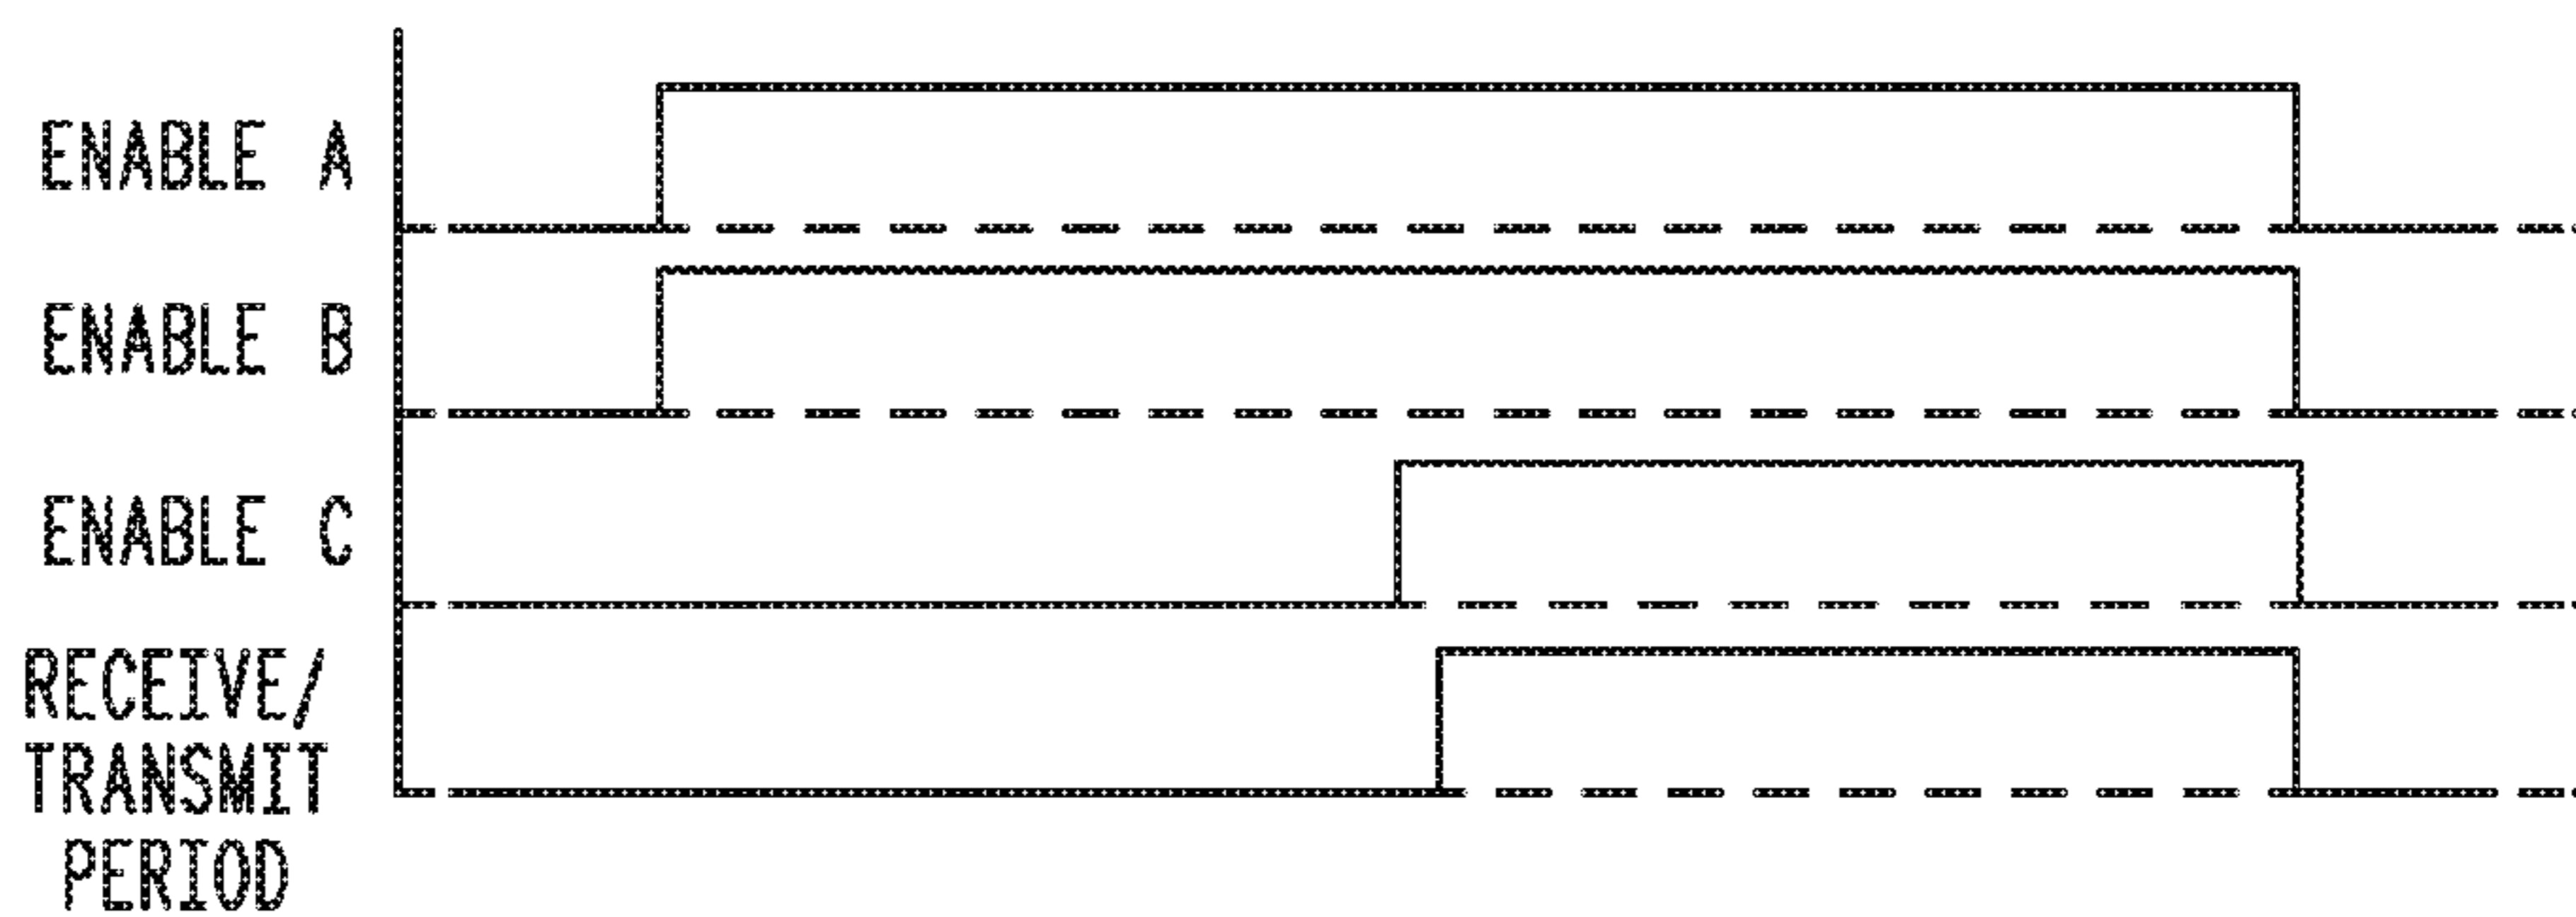 ENABLE A
ENABLE B
ENABLE C
RECEIVE/
TRANSMIT
PERIOD